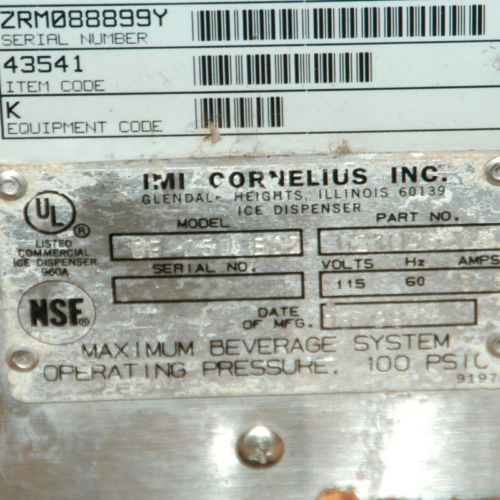 ZRM088899Y
SERIAL NUMBER
43541
ITEM CODE
K
EQUIPMENT CODE
IMI CORNELIUS INC.
GLENDALE HEIGHTS, ILLINOIS 60139
ICE DISPENSER
UL ®
LISTED
COMMERCIAL
ICE DISPENSER
960A
MODEL PART NO.
SERIAL NO. VOLTS Hz AMPS
115 60
NSF®
DATE
OF MFG.
MAXIMUM BEVERAGE SYSTEM
OPERATING PRESSURE. 100 PSIG
9197